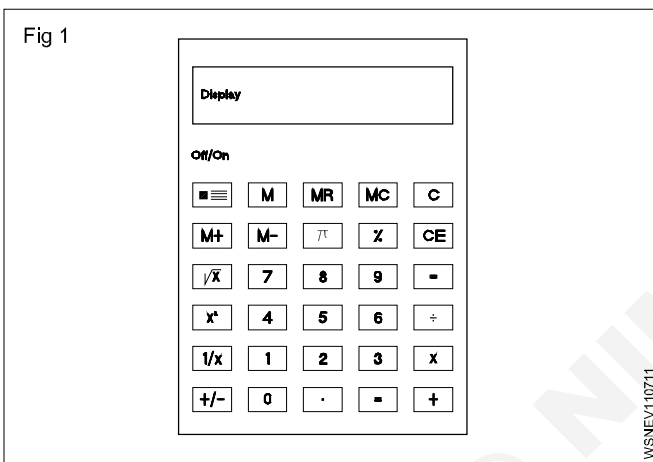 Fig 1
Display
Off/On
M MR MC C
M+ M- π % CE
√x 7 8 9 =
x² 4 5 6 ÷
1/x 1 2 3 x
+/- 0 . = +
WSNEV110711